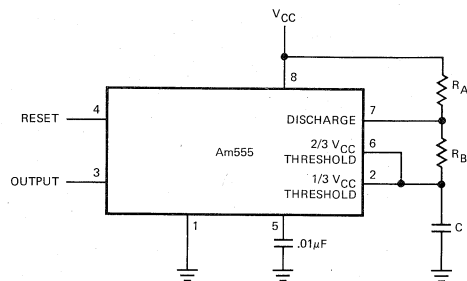 VCC
8
RA
4
RESET
DISCHARGE
7
Am555
2/3 VCC
THRESHOLD
6
RB
3
OUTPUT
1/3 VCC
THRESHOLD
2
C
1
5
.01μF